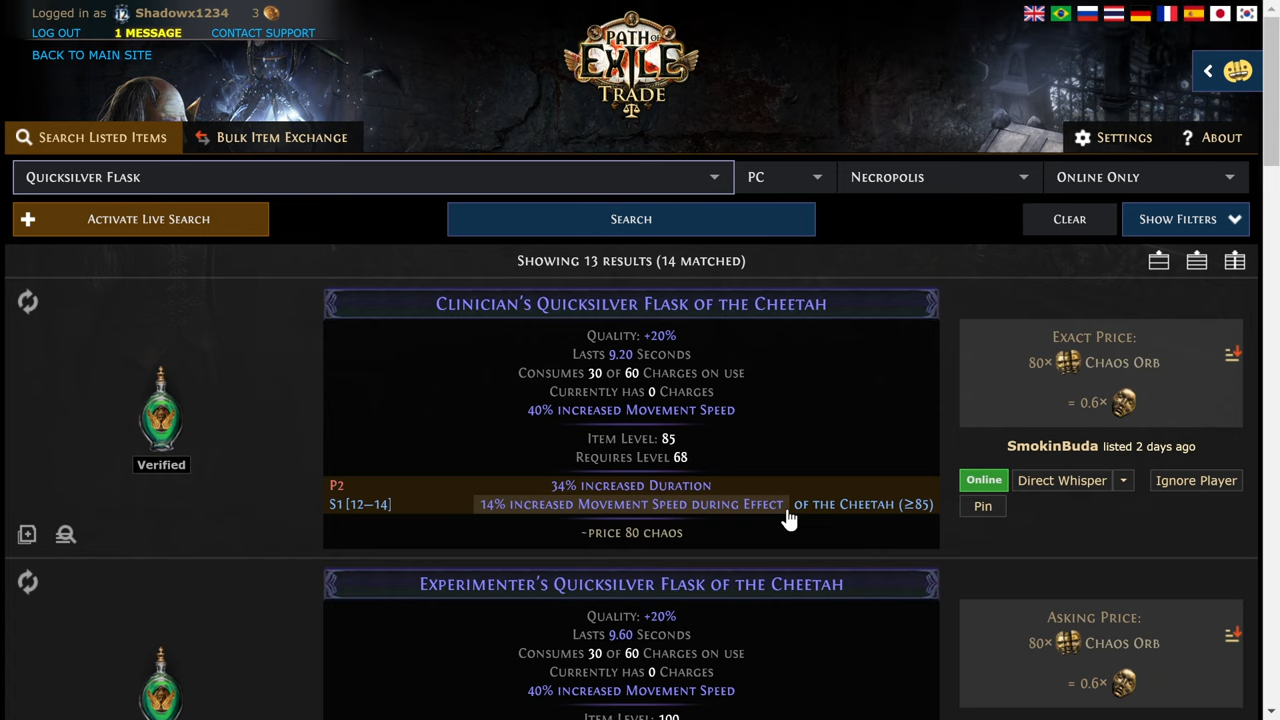 Logged in as Shadowx1234 3
LOG OUT 1 MESSAGE CONTACT SUPPORT
BACK TO MAIN SITE
PATH OF
EXILE
TRADE
SEARCH LISTED ITEMS BULK ITEM EXCHANGE SETTINGS ? ABOUT
QUICKSILVER FLASK PC NECROPOLIS ONLINE ONLY
ACTIVATE LIVE SEARCH SEARCH CLEAR SHOW FILTERS
SHOWING 13 RESULTS (14 MATCHED)
CLINICIAN'S QUICKSILVER FLASK OF THE CHEETAH
QUALITY: +20%
LASTS 9.20 SECONDS
CONSUMES 30 OF 60 CHARGES ON USE
CURRENTLY HAS 0 CHARGES
40% INCREASED MOVEMENT SPEED
ITEM LEVEL: 85
REQUIRES LEVEL 68
P2 34% INCREASED DURATION
S1 [12—14] 14% INCREASED MOVEMENT SPEED DURING EFFECT OF THE CHEETAH (≥85)
~PRICE 80 CHAOS
Verified
EXACT PRICE:
80× CHAOS ORB
= 0.6×
SmokinBuda listed 2 days ago
Online Direct Whisper Ignore Player
Pin
EXPERIMENTER'S QUICKSILVER FLASK OF THE CHEETAH
QUALITY: +20%
LASTS 9.60 SECONDS
CONSUMES 30 OF 60 CHARGES ON USE
CURRENTLY HAS 0 CHARGES
40% INCREASED MOVEMENT SPEED
ITEM LEVEL: 100
ASKING PRICE:
80× CHAOS ORB
= 0.6×